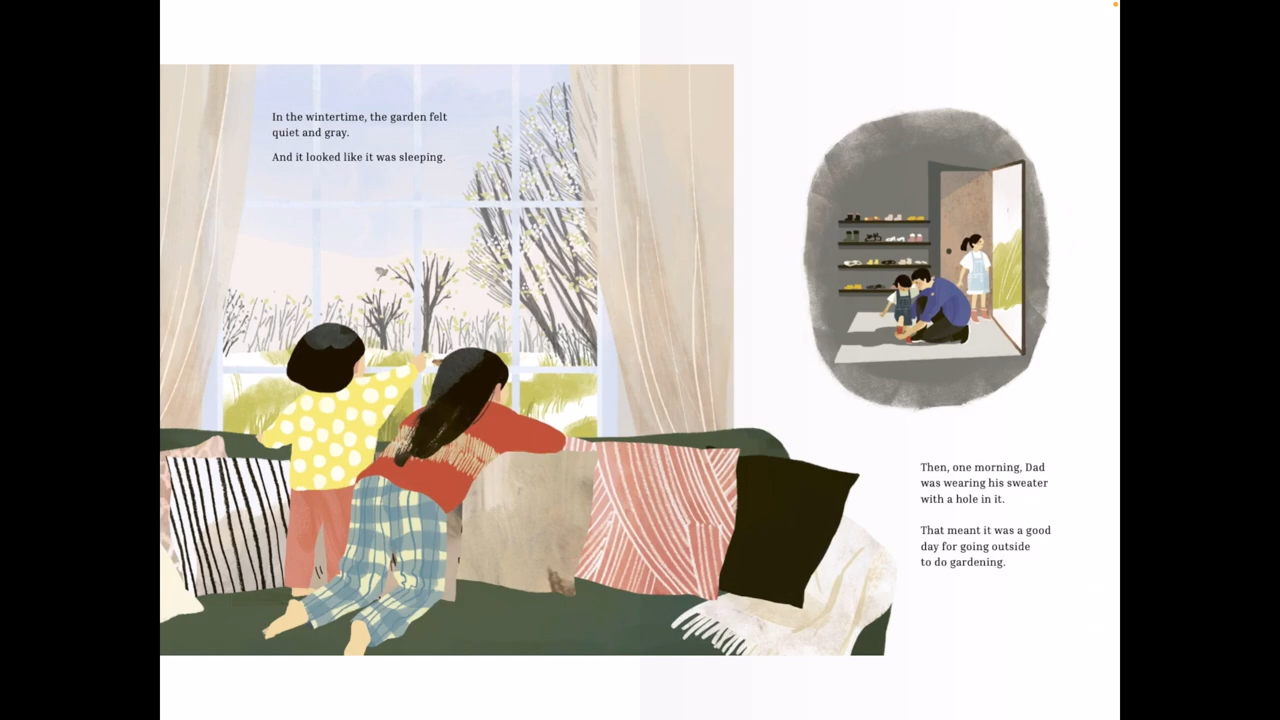 In the wintertime, the garden felt
quiet and gray.
And it looked like it was sleeping.
Then, one morning, Dad
was wearing his sweater
with a hole in it.
That meant it was a good
day for going outside
to do gardening.